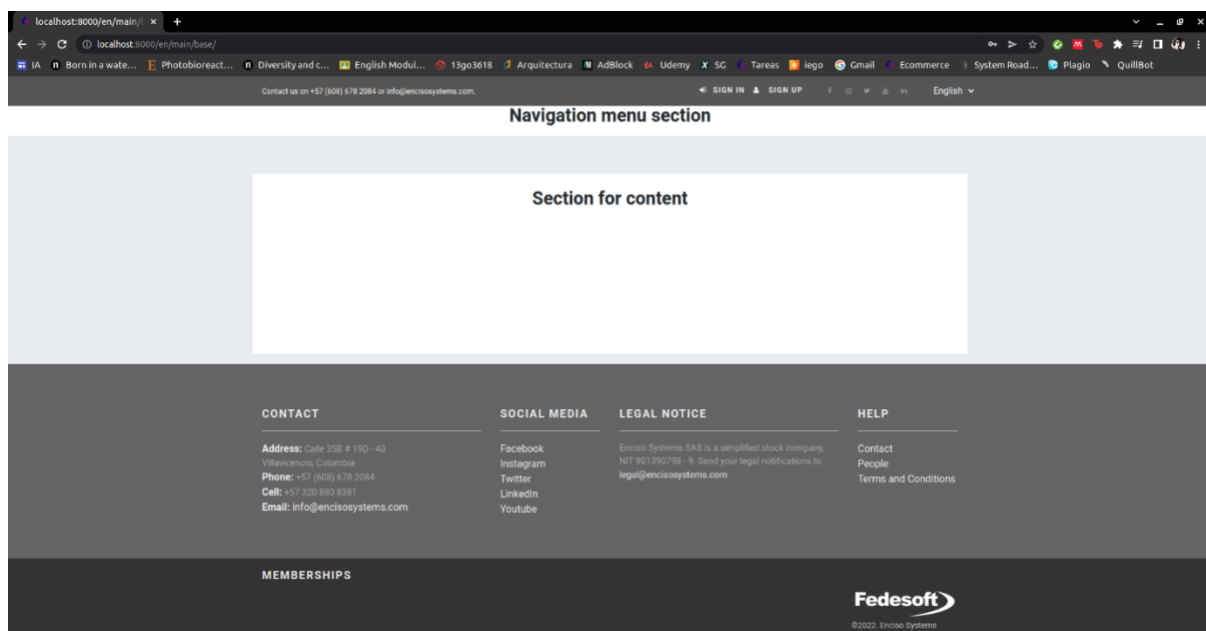 localhost:8000/en/main/b
localhost:8000/en/main/base/
IA Born in a wate... Photobioreact... Diversity and c... English Modul... 13go3618 Arquitectura AdBlock Udemy SG Tareas lego Gmail Ecommerce System Road... Plagio QuillBot
Contact us on +57 (608) 678 2084 or info@encisosystems.com. SIGN IN SIGN UP English
Navigation menu section
Section for content
CONTACT SOCIAL MEDIA LEGAL NOTICE HELP
Address: Calle 35B # 19D - 40
Villavicencio, Colombia
Phone: +57 (608) 678 2084
Cell: +57 320 880 8381
Email: info@encisosystems.com
Facebook
Instagram
Twitter
LinkedIn
Youtube
Enciso Systems SAS is a simplified stock company,
NIT 901390798 - 9. Send your legal notifications to
legal@encisosystems.com
Contact
People
Terms and Conditions
MEMBERSHIPS
Fedesoft
©2022. Enciso Systems